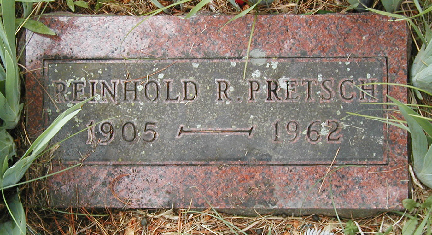 REINHOLD R. PRETSCH
1905 — 1962